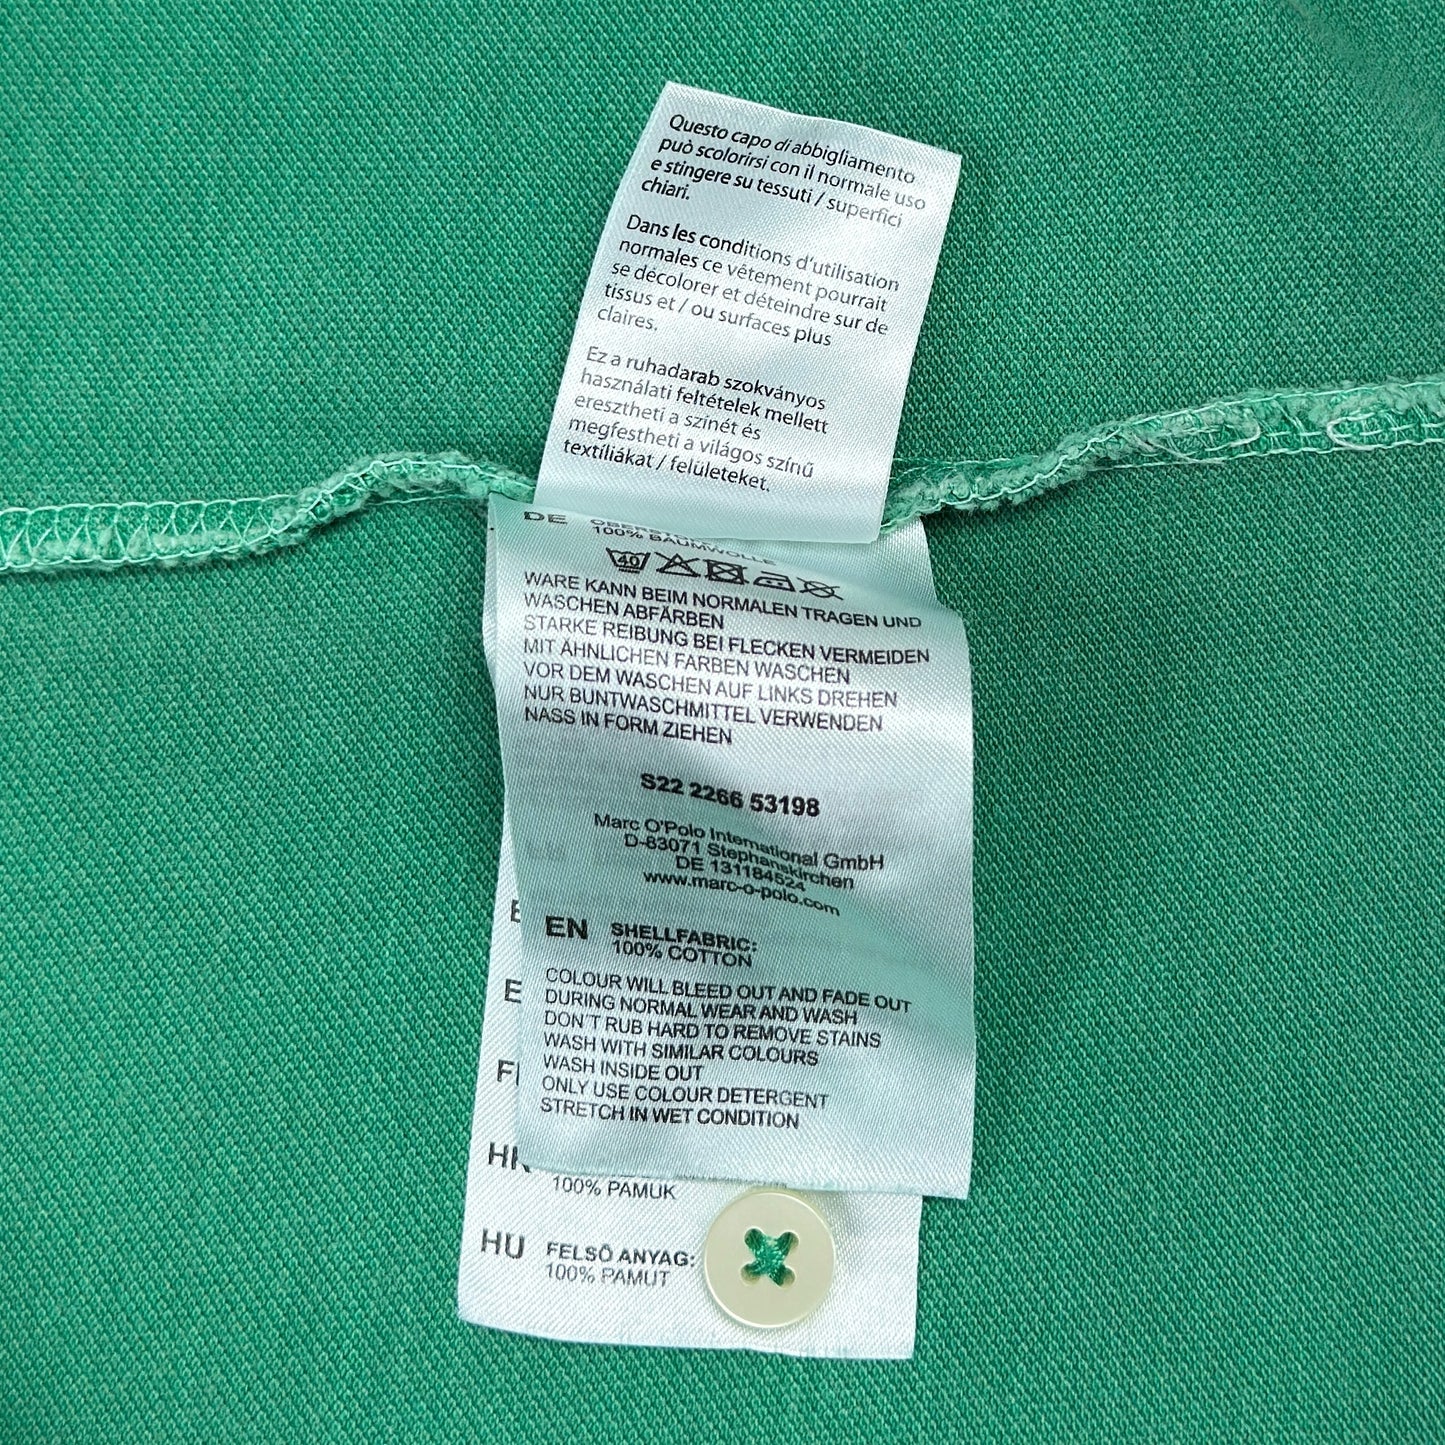 Questo capo di abbigliamento
può scolorirsi con il normale uso
e stingere su tessuti / superfici
chiari.
Dans les conditions d'utilisation
normales ce vêtement pourrait
se décolorer et déteindre sur de
tissus et / ou surfaces plus
claires.
Ez a ruhadarab szokványos
használati feltételek mellett
eresztheti a színét és
megfestheti a világos színű
textíliákat / felületeket.
DE
100% BAUMWOLLE
40
WARE KANN BEIM NORMALEN TRAGEN UND
WASCHEN ABFÄRBEN
STARKE REIBUNG BEI FLECKEN VERMEIDEN
MIT ÄHNLICHEN FARBEN WASCHEN
VOR DEM WASCHEN AUF LINKS DREHEN
NUR BUNTWASCHMITTEL VERWENDEN
NASS IN FORM ZIEHEN
S22 2266 53198
Marc O'Polo International GmbH
D-83071 Stephanskirchen
DE 131184524
www.marc-o-polo.com
EN SHELLFABRIC:
100% COTTON
COLOUR WILL BLEED OUT AND FADE OUT
DURING NORMAL WEAR AND WASH
DON´T RUB HARD TO REMOVE STAINS
WASH WITH SIMILAR COLOURS
WASH INSIDE OUT
ONLY USE COLOUR DETERGENT
STRETCH IN WET CONDITION
100% PAMUK
HU FELSŐ ANYAG:
100% PAMUT